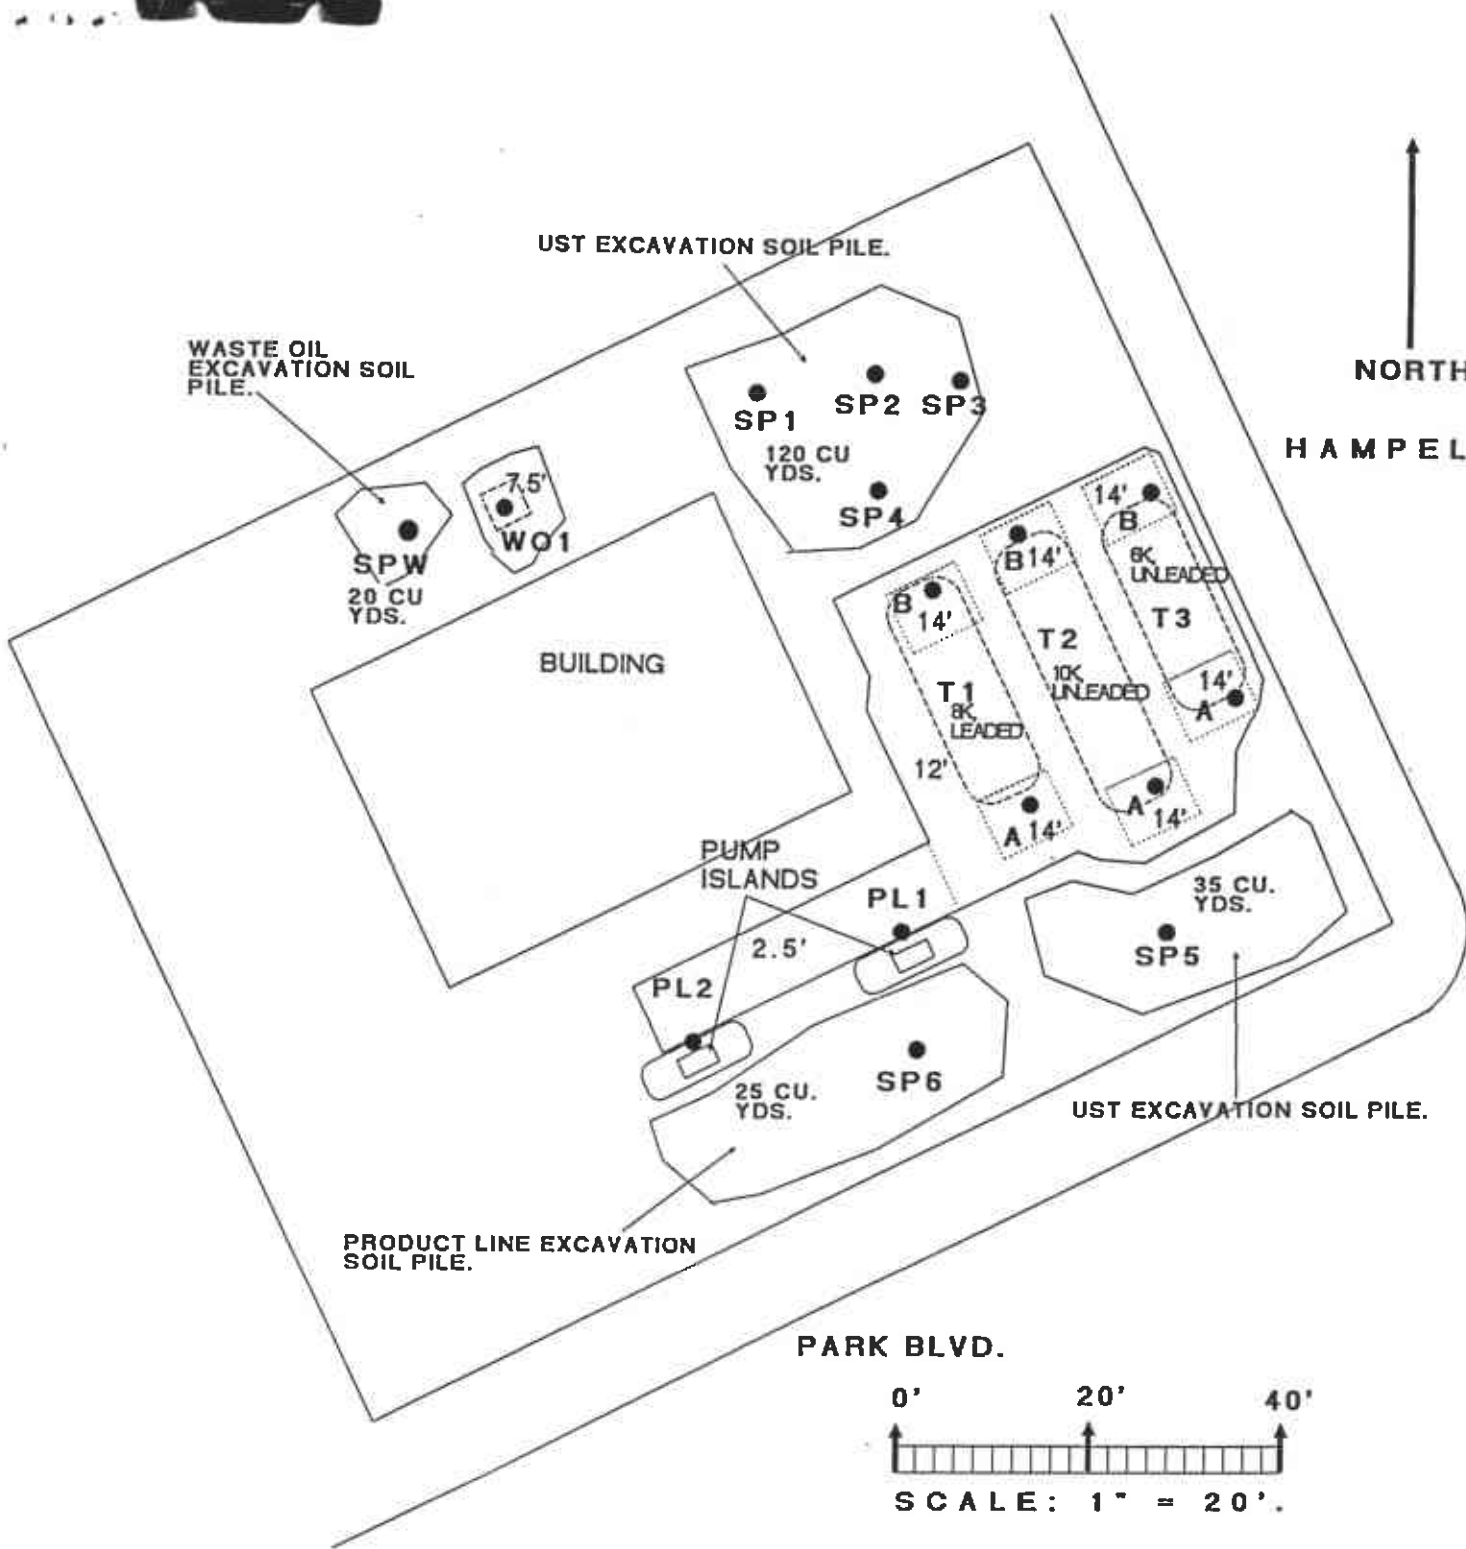 UST EXCAVATION SOIL PILE.
WASTE OIL
EXCAVATION SOIL
PILE.
NORTH
HAMPEL
SP1
SP2
SP3
120 CU
YDS.
SP4
7.5'
WO1
SPW
20 CU
YDS.
BUILDING
14'
B
6K,
UNLEADED
T3
14'
A
B 14'
T2
10K,
UNLEADED
A
14'
B
14'
T1
8K,
LEADED
12'
A 14'
PUMP
ISLANDS
PL1
2.5'
PL2
35 CU.
YDS.
SP5
SP6
25 CU.
YDS.
UST EXCAVATION SOIL PILE.
PRODUCT LINE EXCAVATION
SOIL PILE.
PARK BLVD.
0' 20' 40'
SCALE: 1" = 20'.